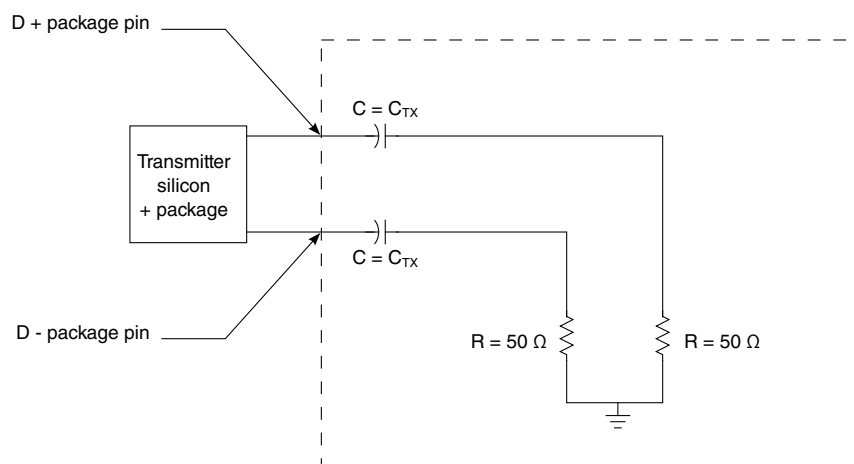 D + package pin
C = CTX
Transmitter
silicon
+ package
C = CTX
D - package pin
R = 50 Ω
R = 50 Ω